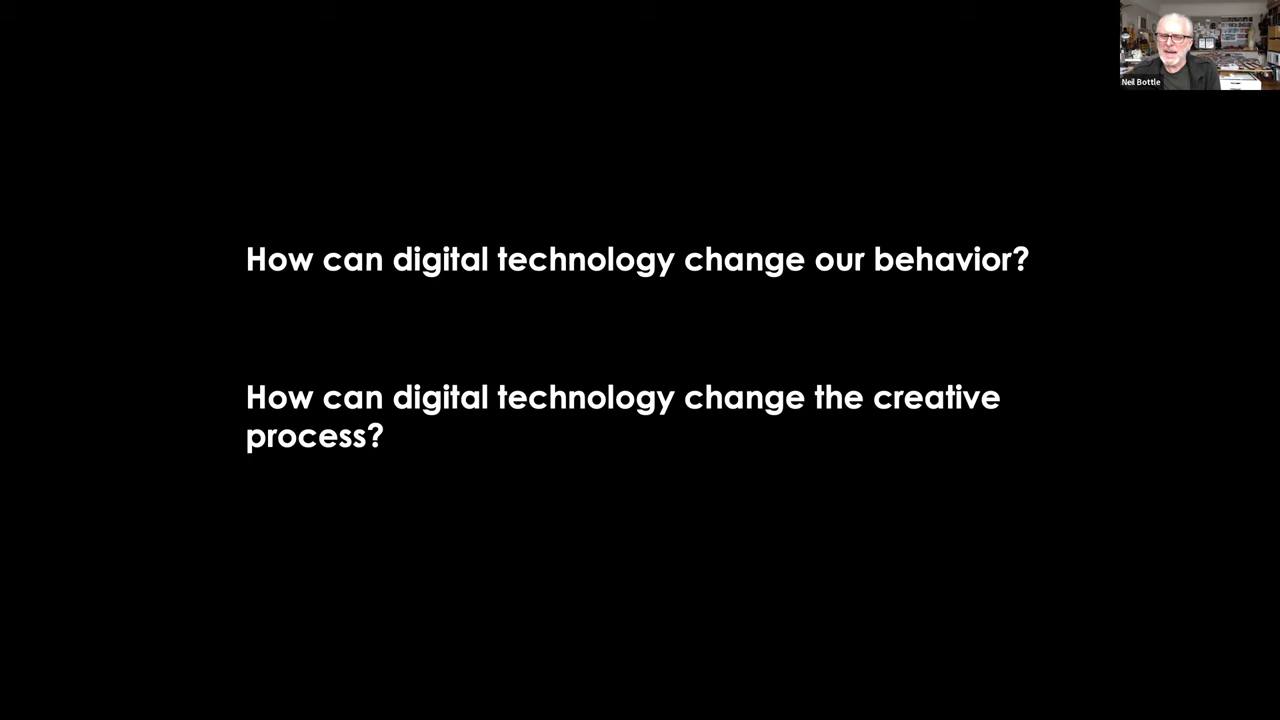 Neil Bottle
How can digital technology change our behavior?
How can digital technology change the creative
process?